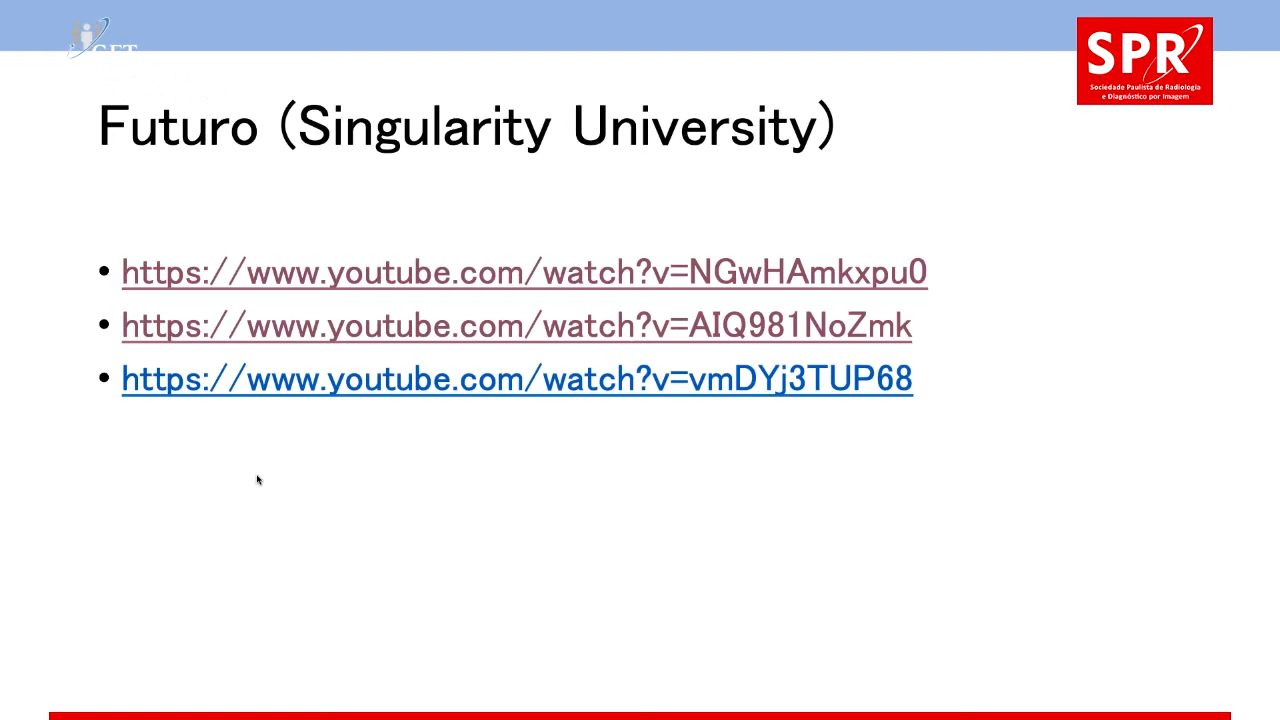 SPR
Sociedade Paulista de Radiologia
e Diagnóstico por Imagem
Futuro (Singularity University)
• https://www.youtube.com/watch?v=NGwHAmkxpu0
• https://www.youtube.com/watch?v=AIQ981NoZmk
• https://www.youtube.com/watch?v=vmDYj3TUP68